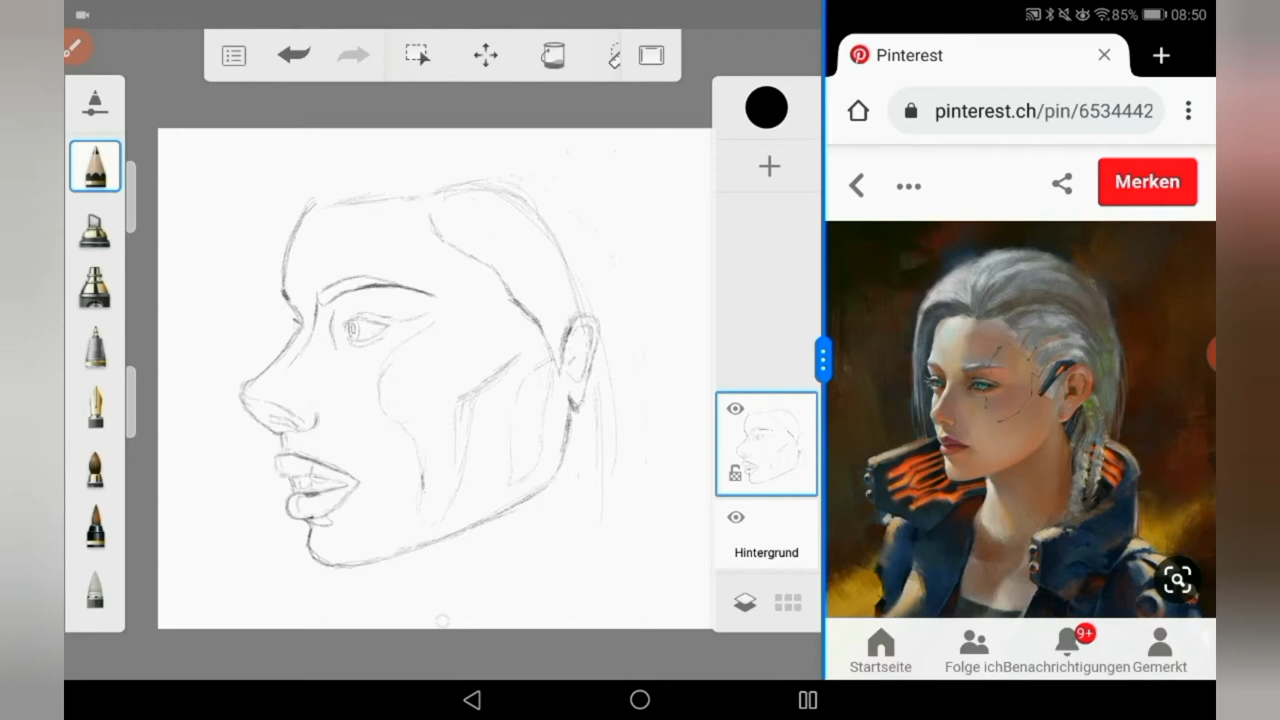 85% 08:50
Pinterest
pinterest.ch/pin/6534442
Merken
Hintergrund
9+
Startseite Folge ich Benachrichtigungen Gemerkt